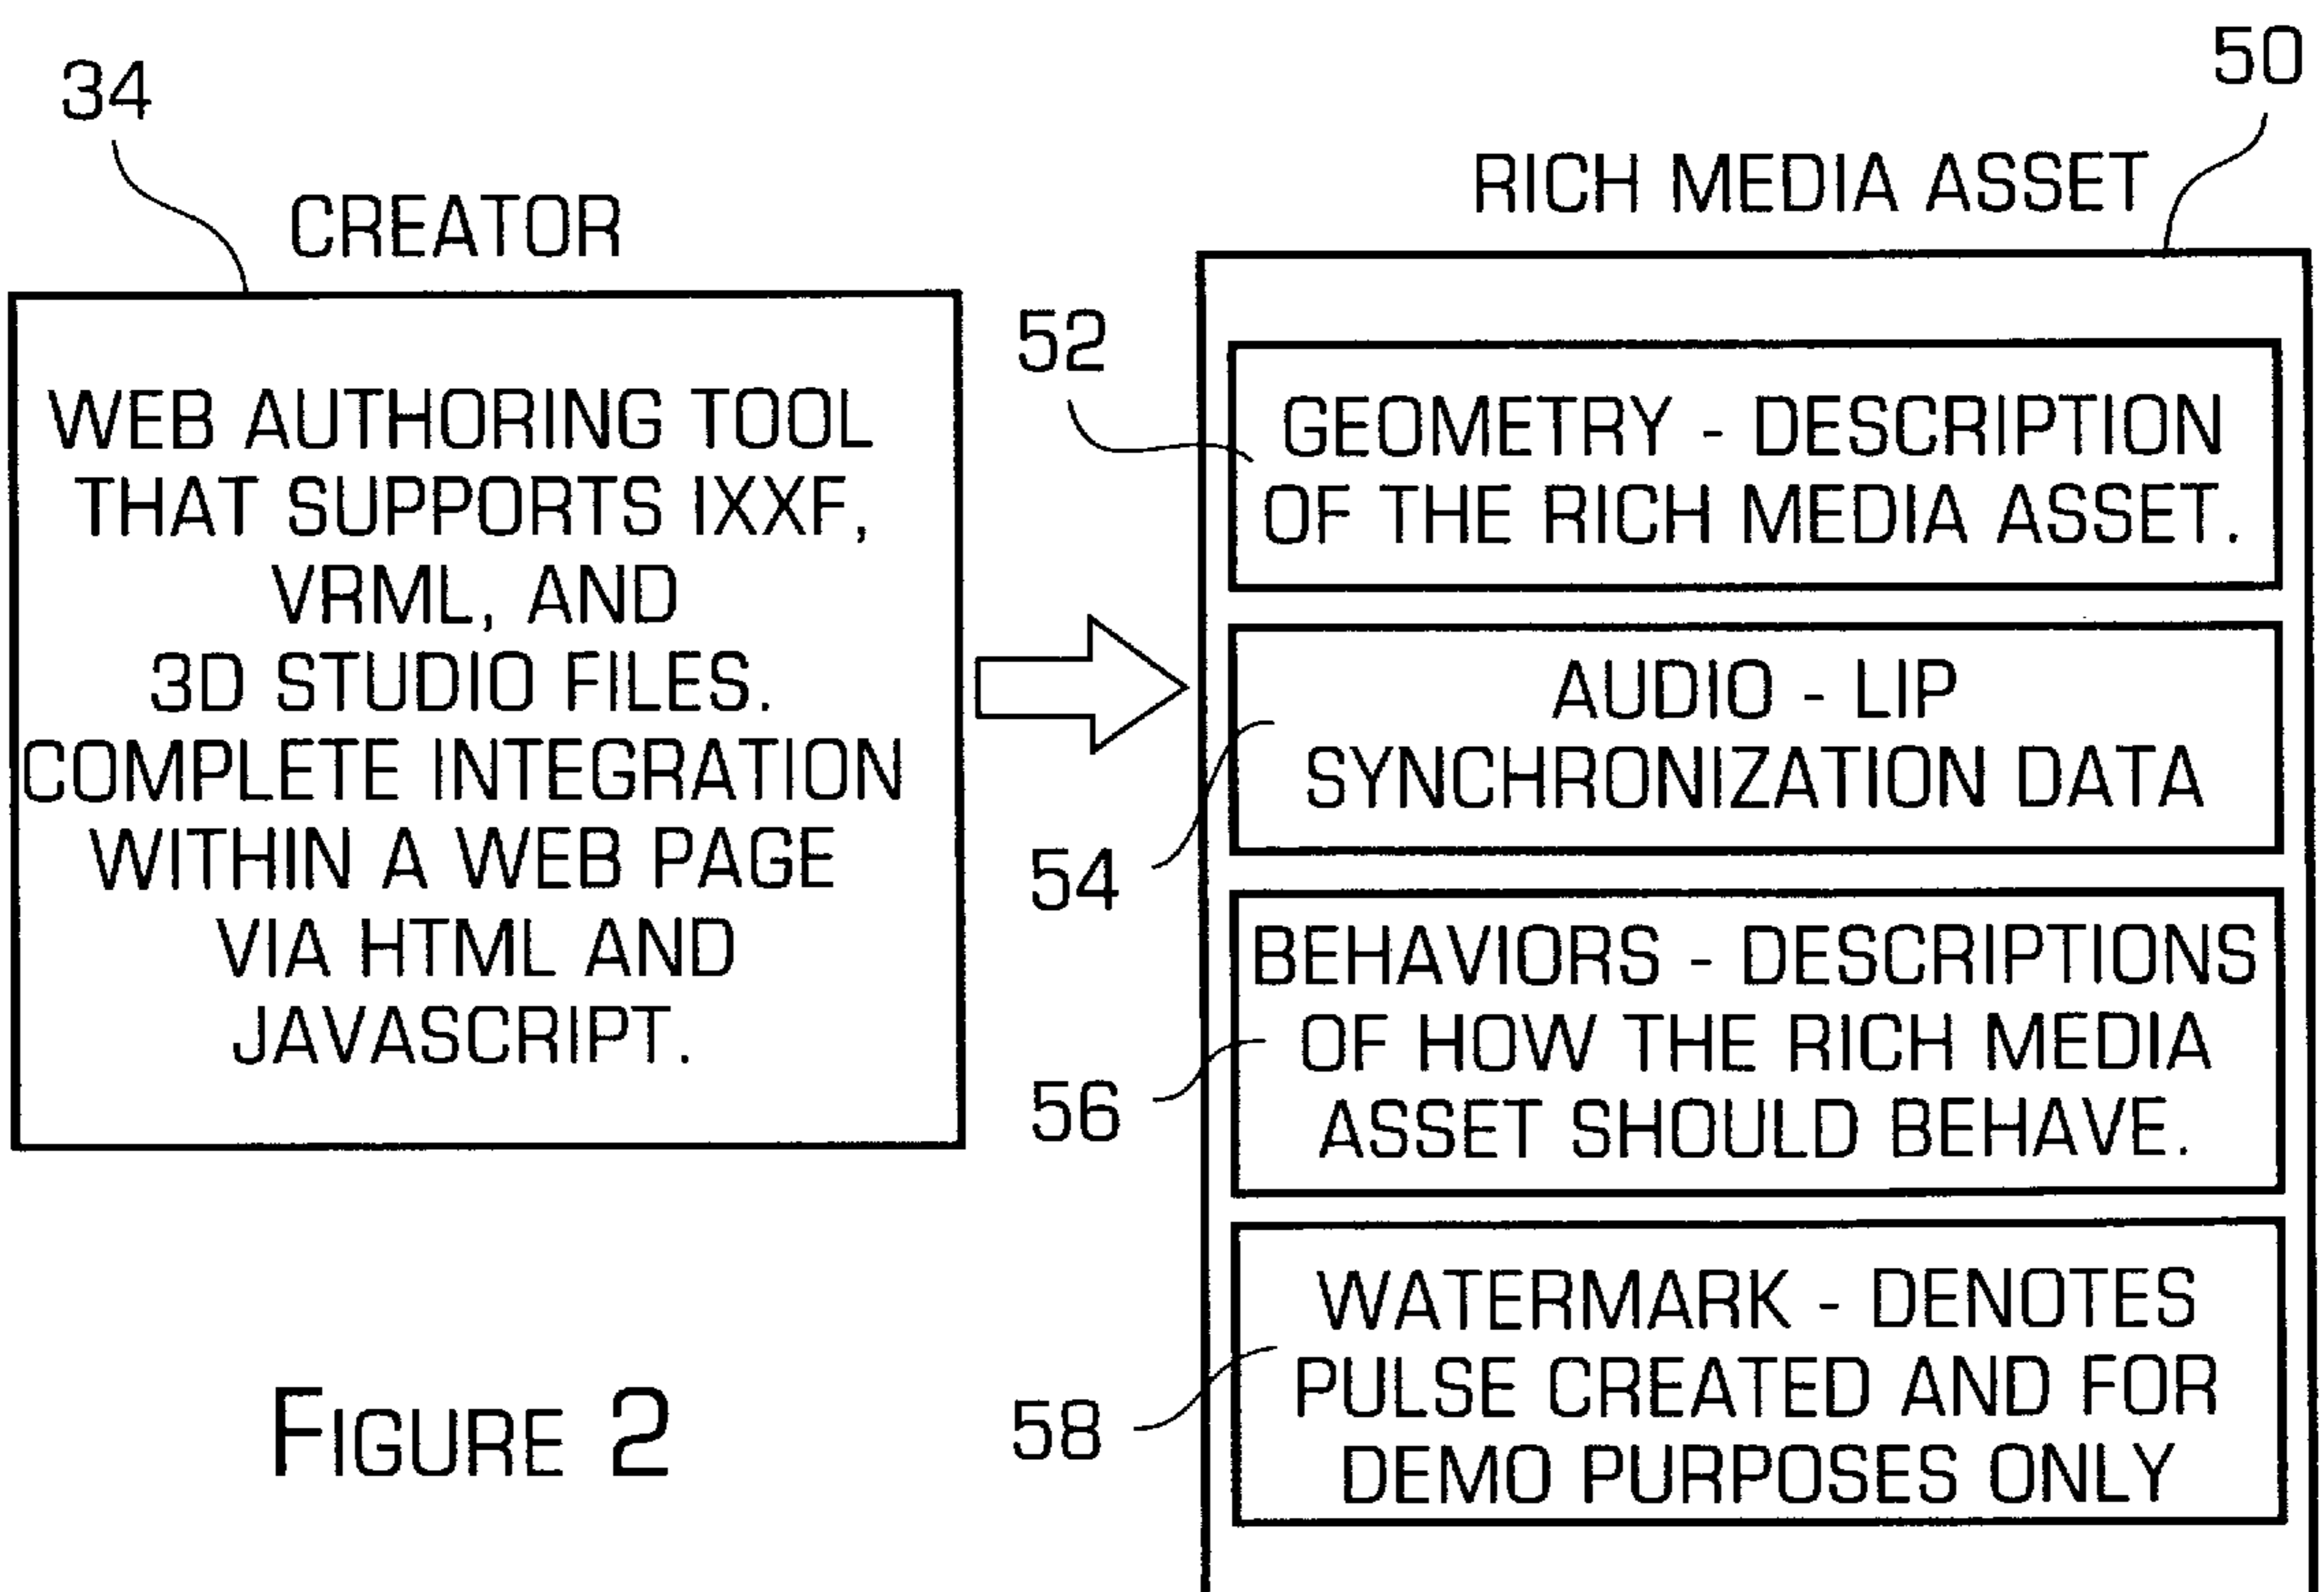 34
CREATOR
WEB AUTHORING TOOL
THAT SUPPORTS IXXF,
VRML, AND
3D STUDIO FILES.
COMPLETE INTEGRATION
WITHIN A WEB PAGE
VIA HTML AND
JAVASCRIPT.
50
RICH MEDIA ASSET
52
GEOMETRY - DESCRIPTION
OF THE RICH MEDIA ASSET.
54
AUDIO - LIP
SYNCHRONIZATION DATA
56
BEHAVIORS - DESCRIPTIONS
OF HOW THE RICH MEDIA
ASSET SHOULD BEHAVE.
58
WATERMARK - DENOTES
PULSE CREATED AND FOR
DEMO PURPOSES ONLY
FIGURE 2